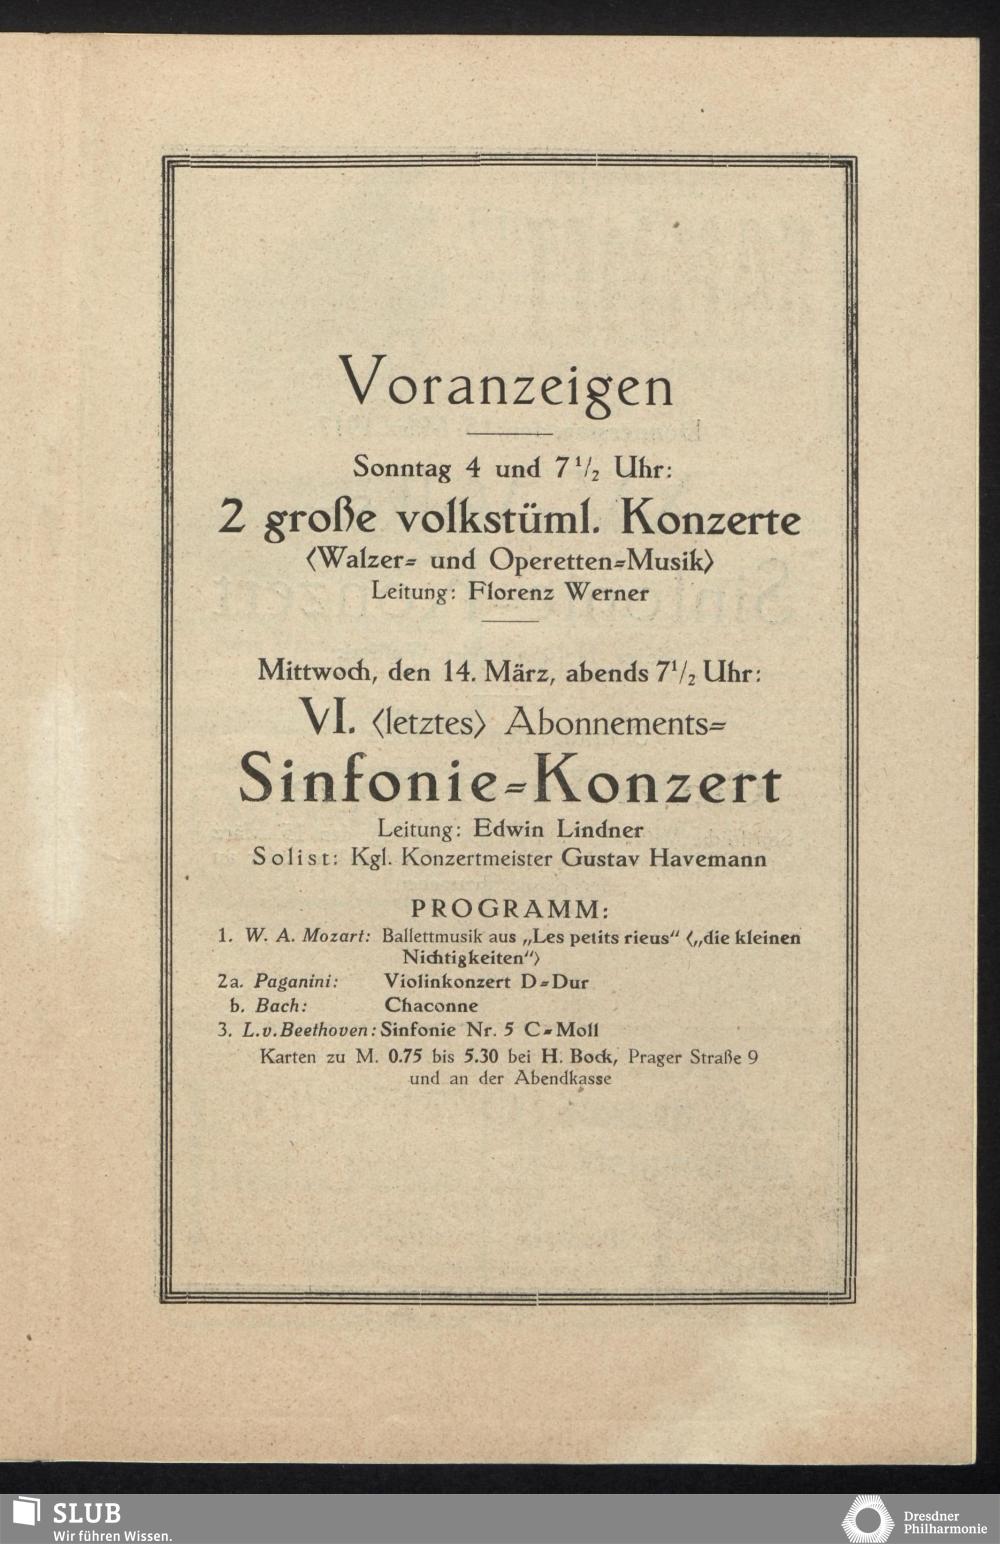 Voranzeigen
Sonntag 4 und 7 1/2 Uhr:
2 große volkstüml. Konzerte
⟨Walzer= und Operetten=Musik⟩
Leitung: Florenz Werner
Mittwoch, den 14. März, abends 7 1/2 Uhr:
VI. ⟨letztes⟩ Abonnements=
Sinfonie=Konzert
Leitung: Edwin Lindner
Solist: Kgl. Konzertmeister Gustav Havemann
PROGRAMM:
1. W. A. Mozart: Ballettmusik aus „Les petits rieus“ ⟨„die kleinen
Nichtigkeiten“⟩
2a. Paganini: Violinkonzert D=Dur
b. Bach: Chaconne
3. L.v.Beethoven: Sinfonie Nr. 5 C=Moll
Karten zu M. 0.75 bis 5.30 bei H. Bock, Prager Straße 9
und an der Abendkasse
SLUB
Wir führen Wissen.
Dresdner
Philharmonie